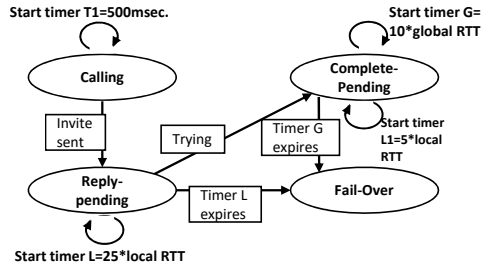 Start timer T1=500msec.
Start timer G=
10*global RTT
Calling
Complete-
Pending
Invite
sent
Trying
Timer G
expires
Start timer
L1=5*local
RTT
Reply-
pending
Timer L
expires
Fail-Over
Start timer L=25*local RTT